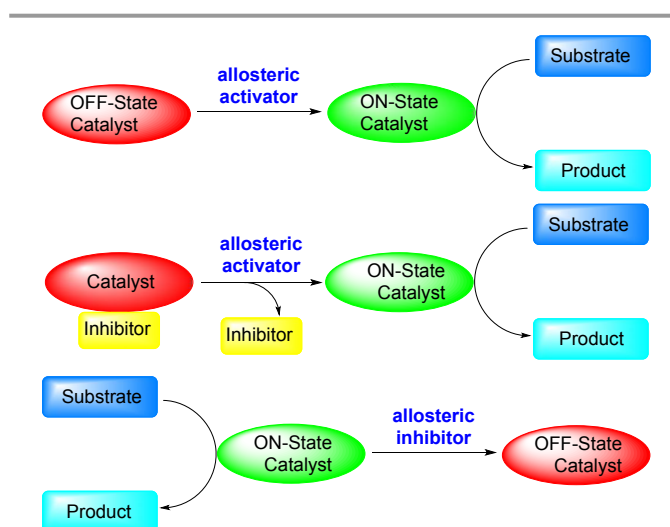 allosteric
activator
OFF-State
Catalyst
ON-State
Catalyst
Substrate
Product
allosteric
activator
Catalyst
Inhibitor
Inhibitor
ON-State
Catalyst
Substrate
Product
Substrate
Product
ON-State
Catalyst
allosteric
inhibitor
OFF-State
Catalyst